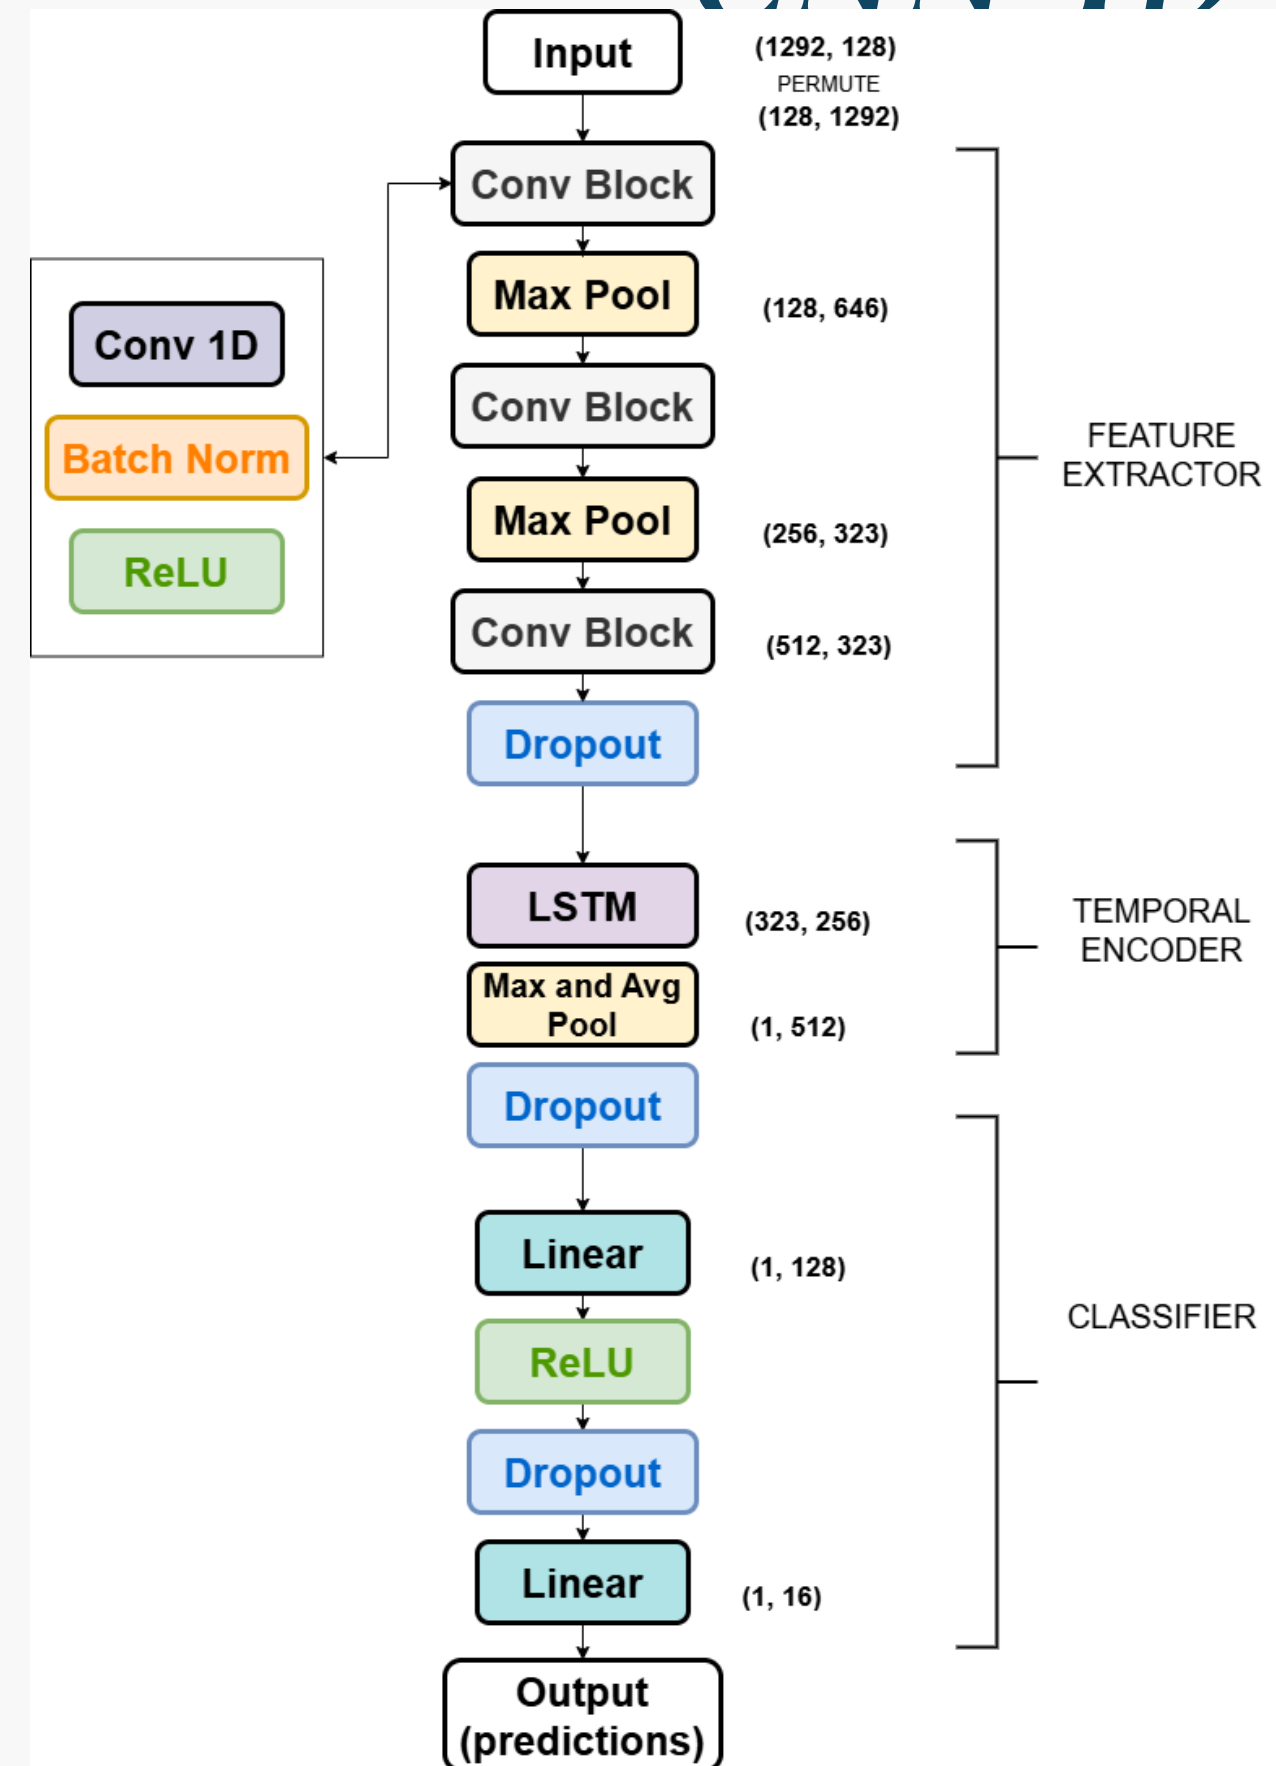 Input
(1292, 128)
PERMUTE
(128, 1292)
Conv Block
Max Pool
(128, 646)
Conv 1D
Batch Norm
ReLU
Conv Block
Max Pool
(256, 323)
Conv Block
(512, 323)
Dropout
FEATURE
EXTRACTOR
LSTM
(323, 256)
Max and Avg
Pool
(1, 512)
TEMPORAL
ENCODER
Dropout
Linear
(1, 128)
ReLU
Dropout
Linear
(1, 16)
CLASSIFIER
Output
(predictions)